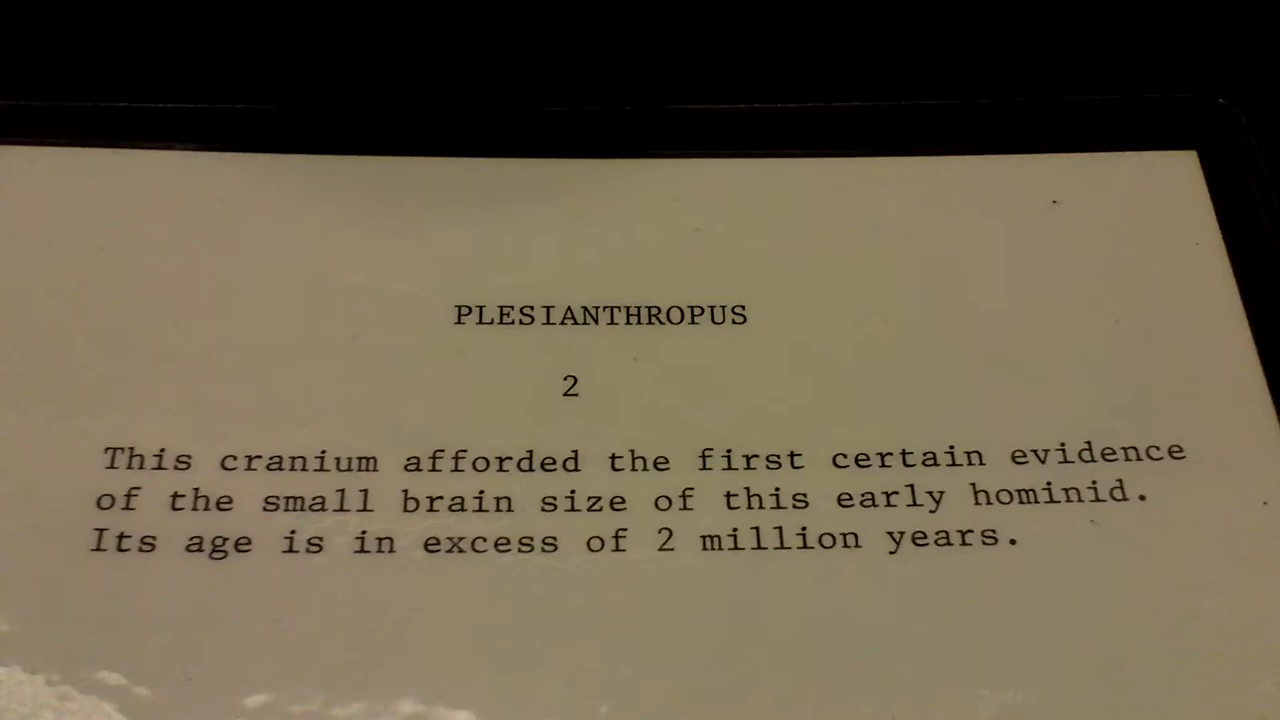 PLESIANTHROPUS
2
This cranium afforded the first certain evidence
of the small brain size of this early hominid.
Its age is in excess of 2 million years.